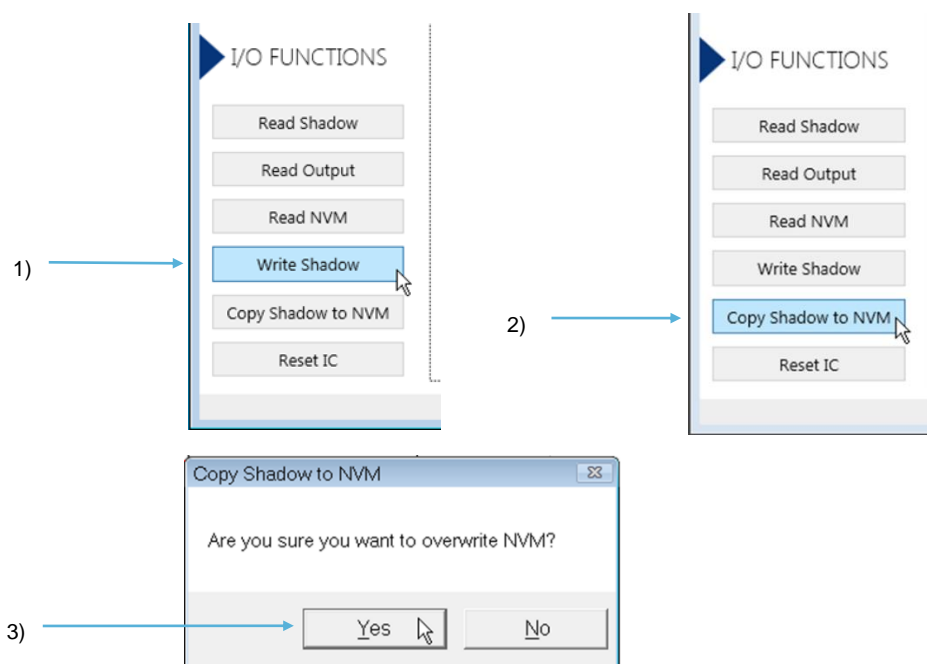 I/O FUNCTIONS
Read Shadow
Read Output
Read NVM
1)
Write Shadow
Copy Shadow to NVM
Reset IC
I/O FUNCTIONS
Read Shadow
Read Output
Read NVM
Write Shadow
2)
Copy Shadow to NVM
Reset IC
Copy Shadow to NVM
Are you sure you want to overwrite NVM?
3)
Yes
No